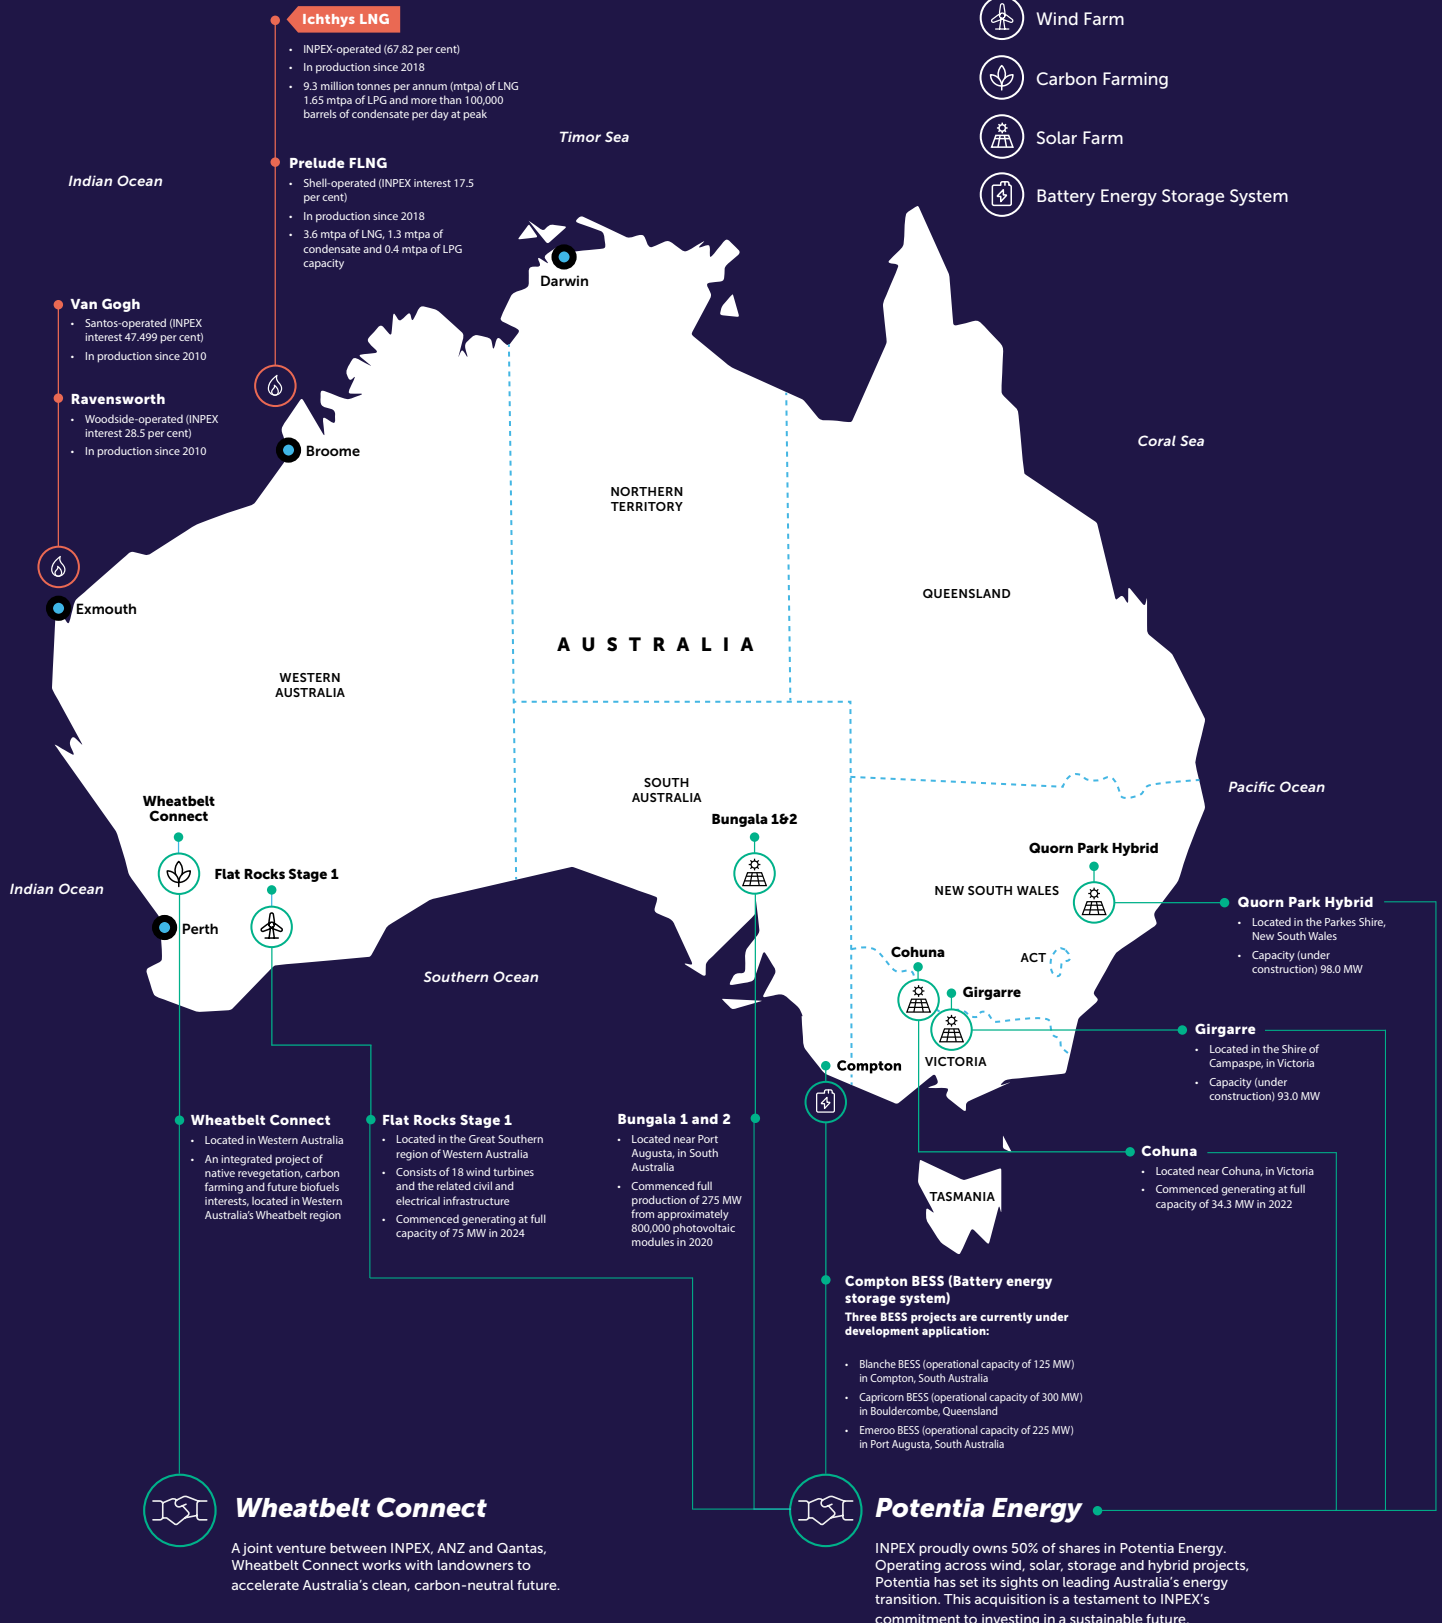 Ichthys LNG
• INPEX-operated (67.82 per cent)
• In production since 2018
• 9.3 million tonnes per annum (mtpa) of LNG
1.65 mtpa of LPG and more than 100,000
barrels of condensate per day at peak
Wind Farm
Carbon Farming
Solar Farm
Battery Energy Storage System
Timor Sea
Indian Ocean
Prelude FLNG
• Shell-operated (INPEX interest 17.5
per cent)
• In production since 2018
• 3.6 mtpa of LNG, 1.3 mtpa of
condensate and 0.4 mtpa of LPG
capacity
Darwin
Van Gogh
• Santos-operated (INPEX
interest 47.499 per cent)
• In production since 2010
Ravensworth
• Woodside-operated (INPEX
interest 28.5 per cent)
• In production since 2010
Broome
Coral Sea
NORTHERN
TERRITORY
QUEENSLAND
Exmouth
AUSTRALIA
WESTERN
AUSTRALIA
SOUTH
AUSTRALIA
Pacific Ocean
Wheatbelt
Connect
Bungala 1&2
Quorn Park Hybrid
Flat Rocks Stage 1
Indian Ocean
NEW SOUTH WALES
Perth
Southern Ocean
Cohuna
ACT
Girgarre
VICTORIA
Compton
TASMANIA
Quorn Park Hybrid
• Located in the Parkes Shire,
New South Wales
• Capacity (under
construction) 98.0 MW
Girgarre
• Located in the Shire of
Campaspe, in Victoria
• Capacity (under
construction) 93.0 MW
Cohuna
• Located near Cohuna, in Victoria
• Commenced generating at full
capacity of 34.3 MW in 2022
Wheatbelt Connect
• Located in Western Australia
• An integrated project of
native revegetation, carbon
farming and future biofuels
interests, located in Western
Australia's Wheatbelt region
Flat Rocks Stage 1
• Located in the Great Southern
region of Western Australia
• Consists of 18 wind turbines
and the related civil and
electrical infrastructure
• Commenced generating at full
capacity of 75 MW in 2024
Bungala 1 and 2
• Located near Port
Augusta, in South
Australia
• Commenced full
production of 275 MW
from approximately
800,000 photovoltaic
modules in 2020
Compton BESS (Battery energy
storage system)
Three BESS projects are currently under
development application:
• Blanche BESS (operational capacity of 125 MW)
in Compton, South Australia
• Capricorn BESS (operational capacity of 300 MW)
in Bouldercombe, Queensland
• Emeroo BESS (operational capacity of 225 MW)
in Port Augusta, South Australia
Wheatbelt Connect
A joint venture between INPEX, ANZ and Qantas,
Wheatbelt Connect works with landowners to
accelerate Australia's clean, carbon-neutral future.
Potentia Energy
INPEX proudly owns 50% of shares in Potentia Energy.
Operating across wind, solar, storage and hybrid projects,
Potentia has set its sights on leading Australia's energy
transition. This acquisition is a testament to INPEX's
commitment to investing in a sustainable future.